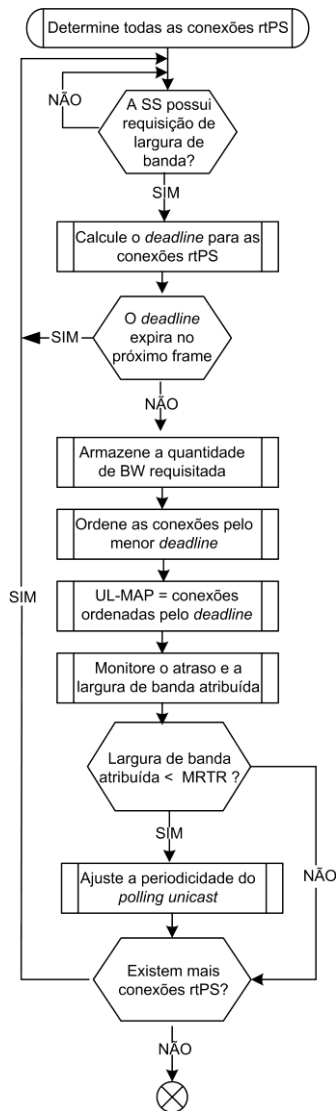 Determine todas as conexões rtPS
NÃO
A SS possui
requisição de
largura de
banda?
SIM
Calcule o deadline para as
conexões rtPS
O deadline
expira no
próximo frame
SIM
NÃO
Armazene a quantidade
de BW requisitada
Ordene as conexões pelo
menor deadline
SIM
UL-MAP = conexões
ordenadas pelo deadline
Monitore o atraso e a
largura de banda atribuída
Largura de banda
atribuída < MRTR ?
SIM
NÃO
Ajuste a periodicidade do
polling unicast
Existem mais
conexões rtPS?
NÃO